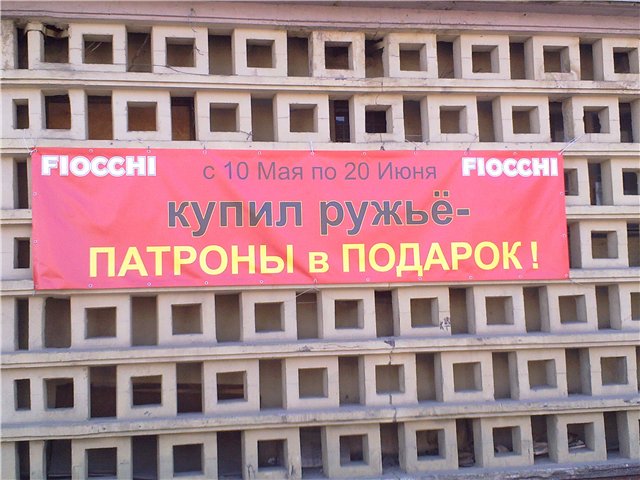 FIOCCHI с 10 Мая по 20 Июня FIOCCHI
купил ружьё-
ПАТРОНЫ в ПОДАРОК !